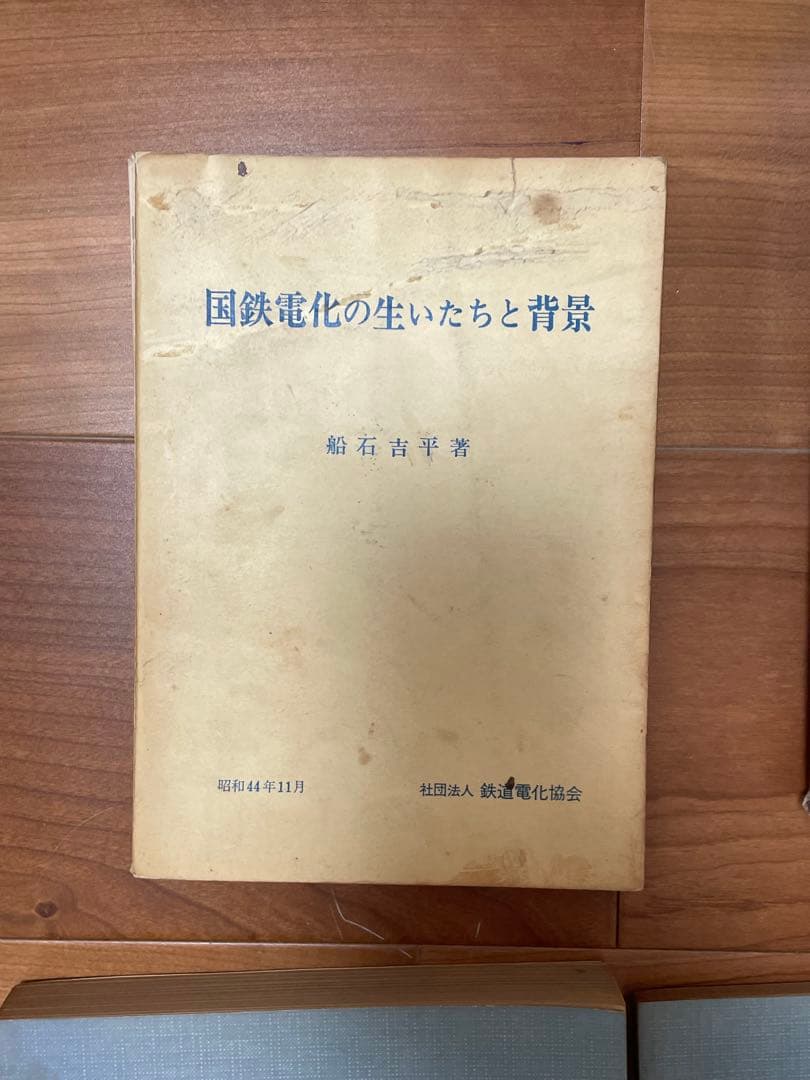 国鉄電化の生いたちと背景
船石吉平著
昭和44年11月
社団法人 鉄道電化協会